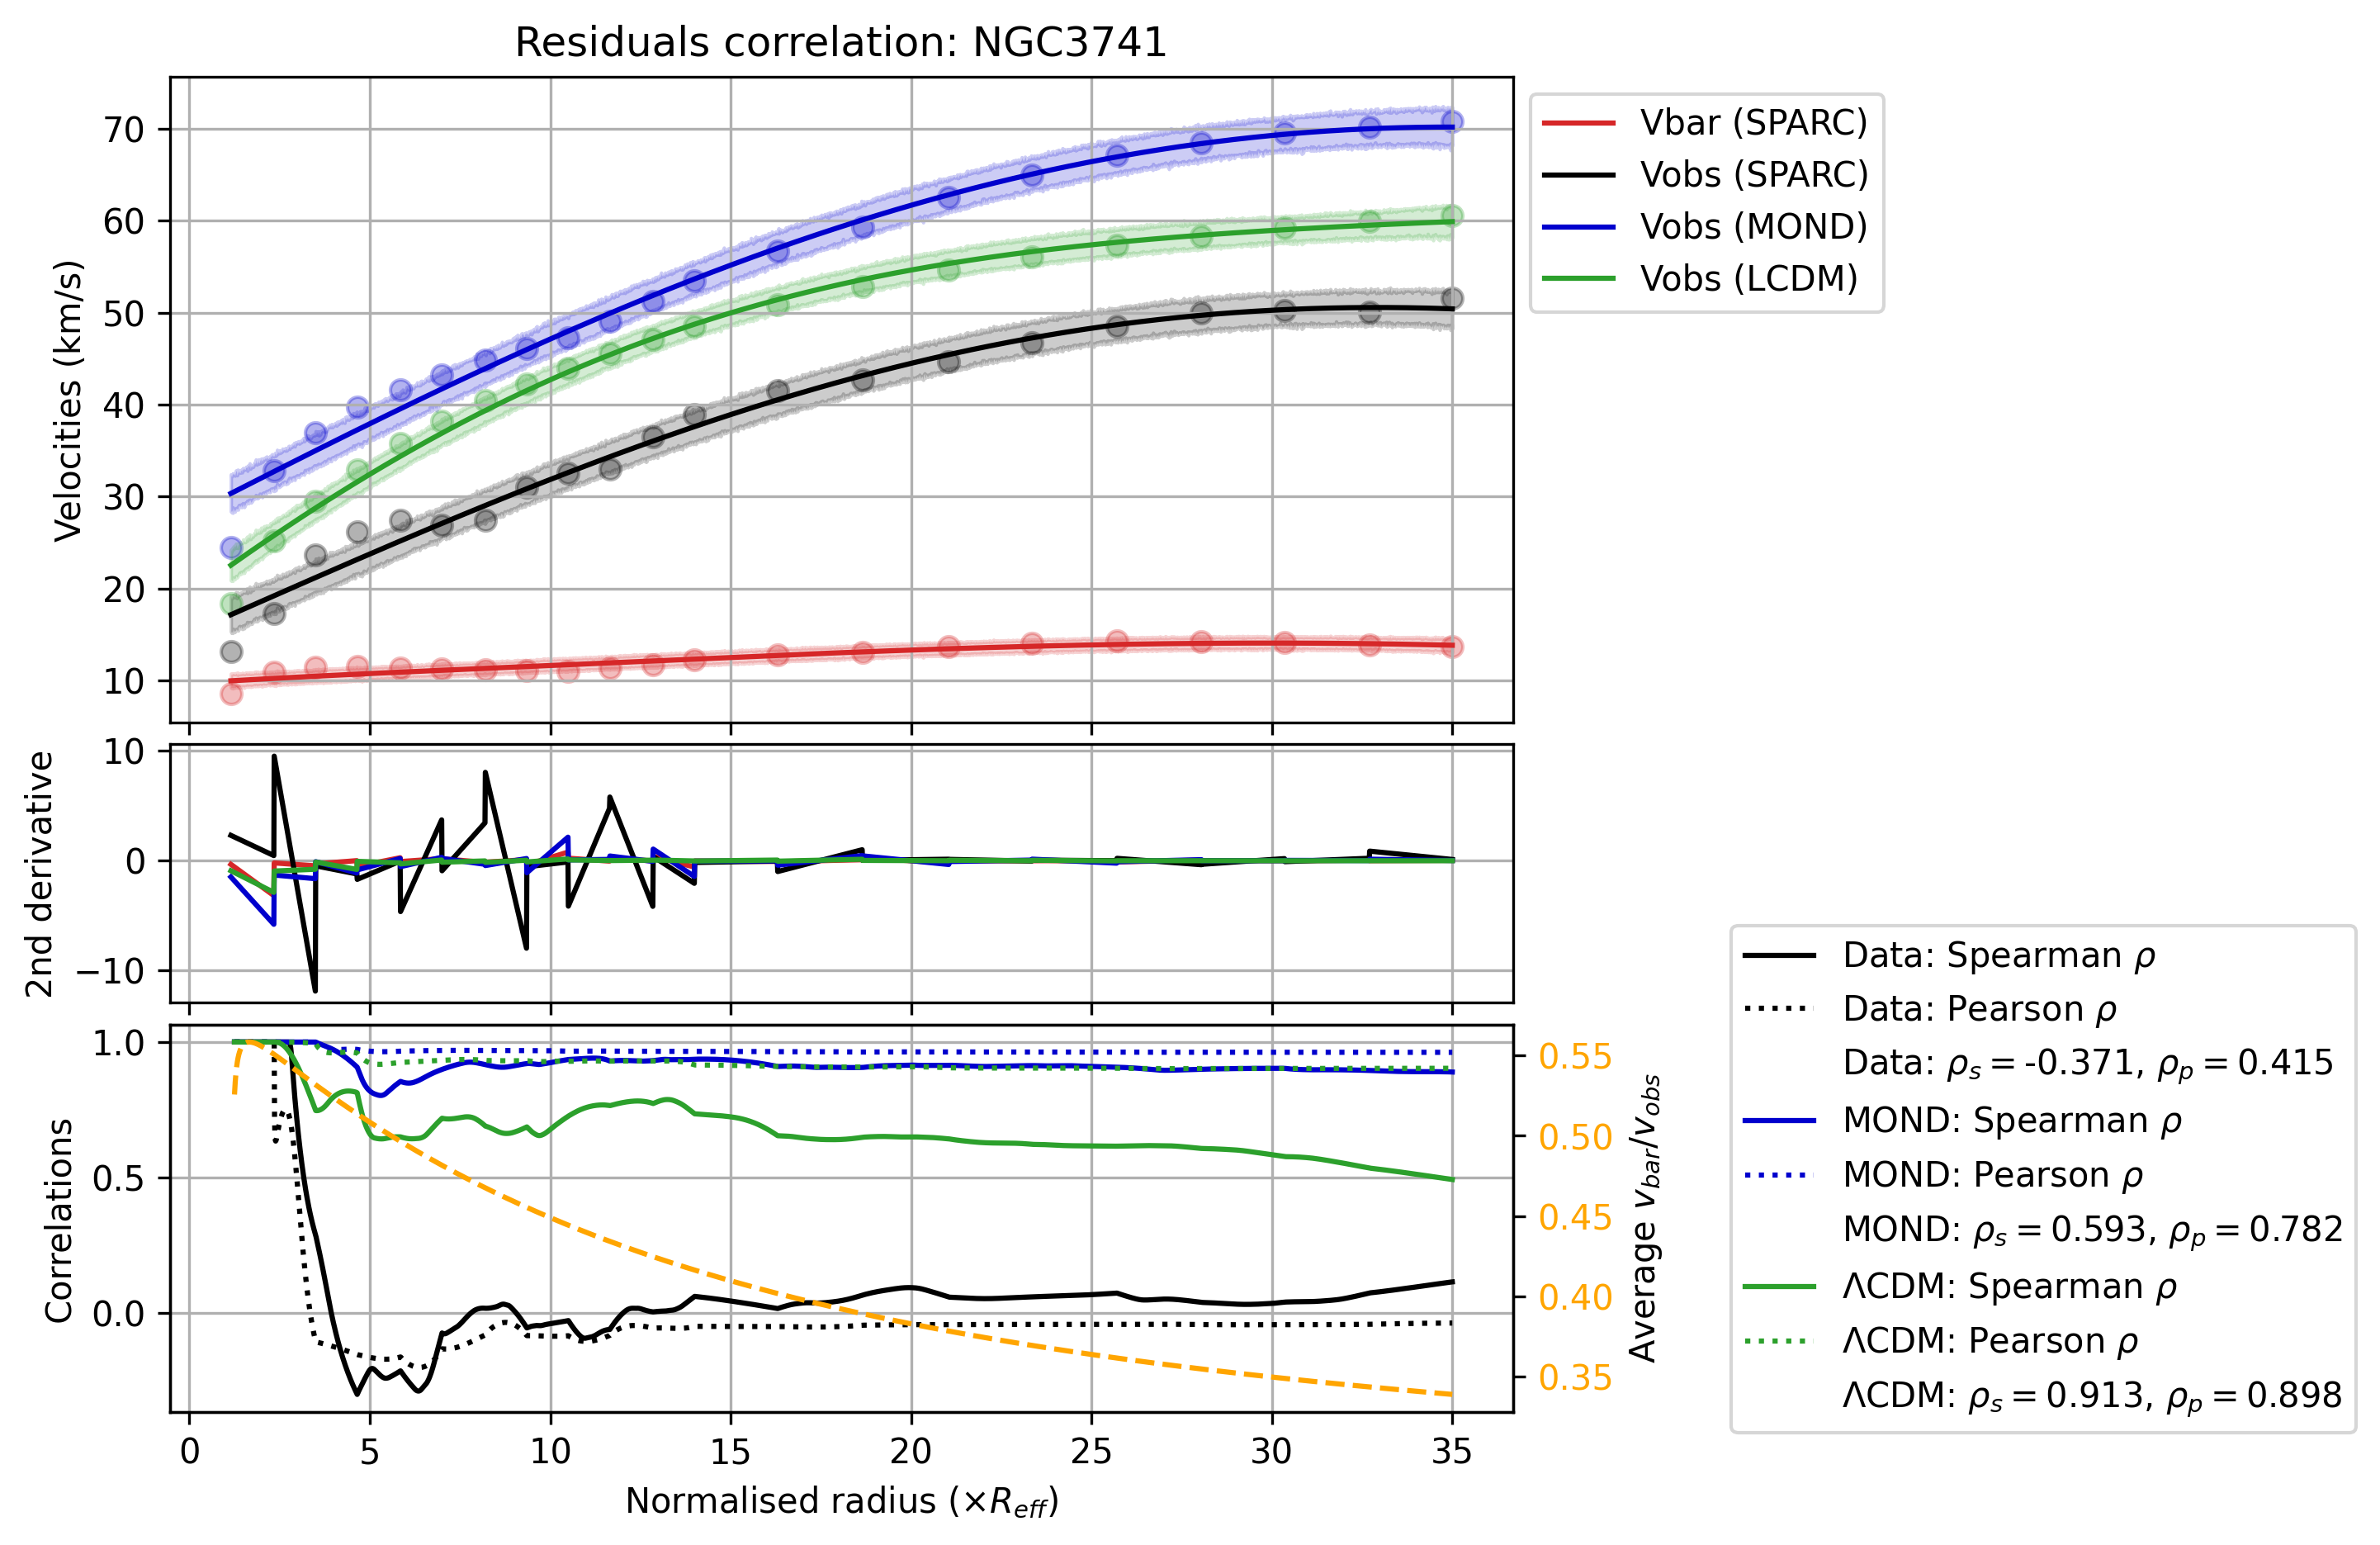 Residuals correlation: NGC3741
70
60
50
40
30
20
10
Velocities (km/s)
Vbar (SPARC)
Vobs (SPARC)
Vobs (MOND)
Vobs (LCDM)
10
0
−10
2nd derivative
1.0
0.5
0.0
Correlations
0.55
0.50
0.45
0.40
0.35
Average v_bar/v_obs
0 5 10 15 20 25 30 35
Normalised radius (×R_eff)
Data: Spearman ρ
Data: Pearson ρ
Data: ρ_s = -0.371, ρ_p = 0.415
MOND: Spearman ρ
MOND: Pearson ρ
MOND: ρ_s = 0.593, ρ_p = 0.782
ΛCDM: Spearman ρ
ΛCDM: Pearson ρ
ΛCDM: ρ_s = 0.913, ρ_p = 0.898